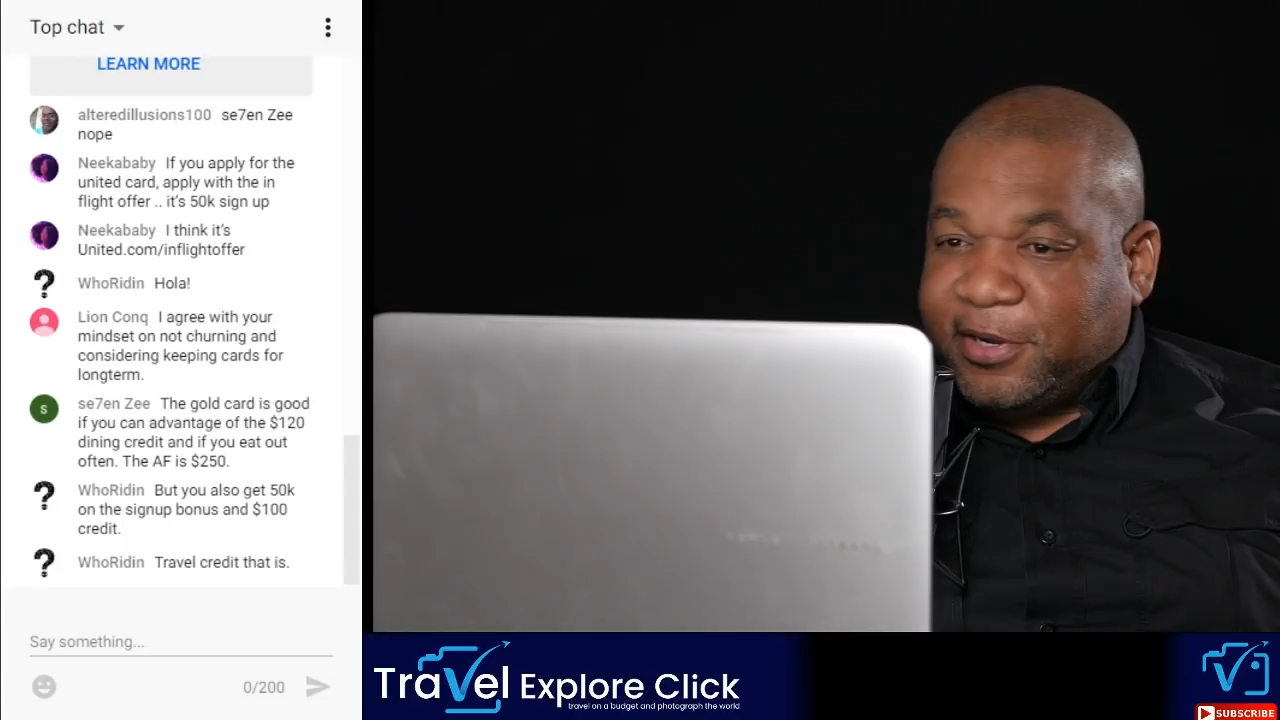 Top chat
LEARN MORE
alteredillusions100 se7en Zee
nope
Neekababy If you apply for the
united card, apply with the in
flight offer .. it's 50k sign up
Neekababy I think it's
United.com/inflightoffer
? WhoRidin Hola!
Lion Conq I agree with your
mindset on not churning and
considering keeping cards for
longterm.
S se7en Zee The gold card is good
if you can advantage of the $120
dining credit and if you eat out
often. The AF is $250.
? WhoRidin But you also get 50k
on the signup bonus and $100
credit.
? WhoRidin Travel credit that is.
Say something...
0/200
Travel Explore Click
travel on a budget and photograph the world
SUBSCRIBE